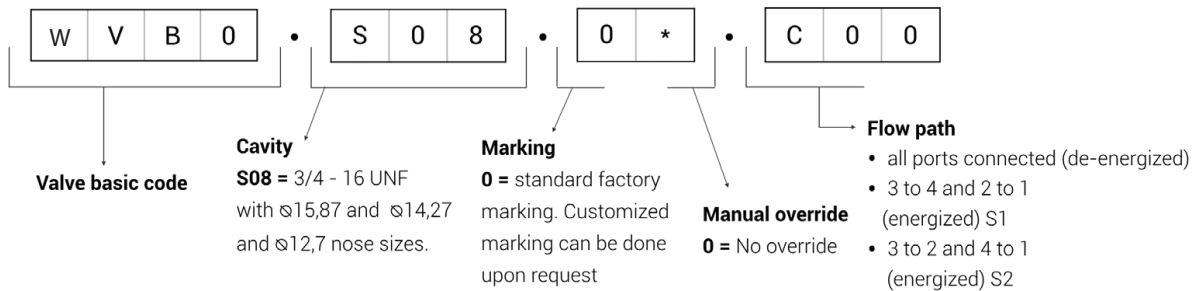 W V B 0 • S 0 8 • 0 * • C 0 0
Valve basic code
Cavity
S08 = 3/4 - 16 UNF
with ⦰15,87 and ⦰14,27
and ⦰12,7 nose sizes.
Marking
0 = standard factory
marking. Customized
marking can be done
upon request
Manual override
0 = No override
Flow path
• all ports connected (de-energized)
• 3 to 4 and 2 to 1
(energized) S1
• 3 to 2 and 4 to 1
(energized) S2